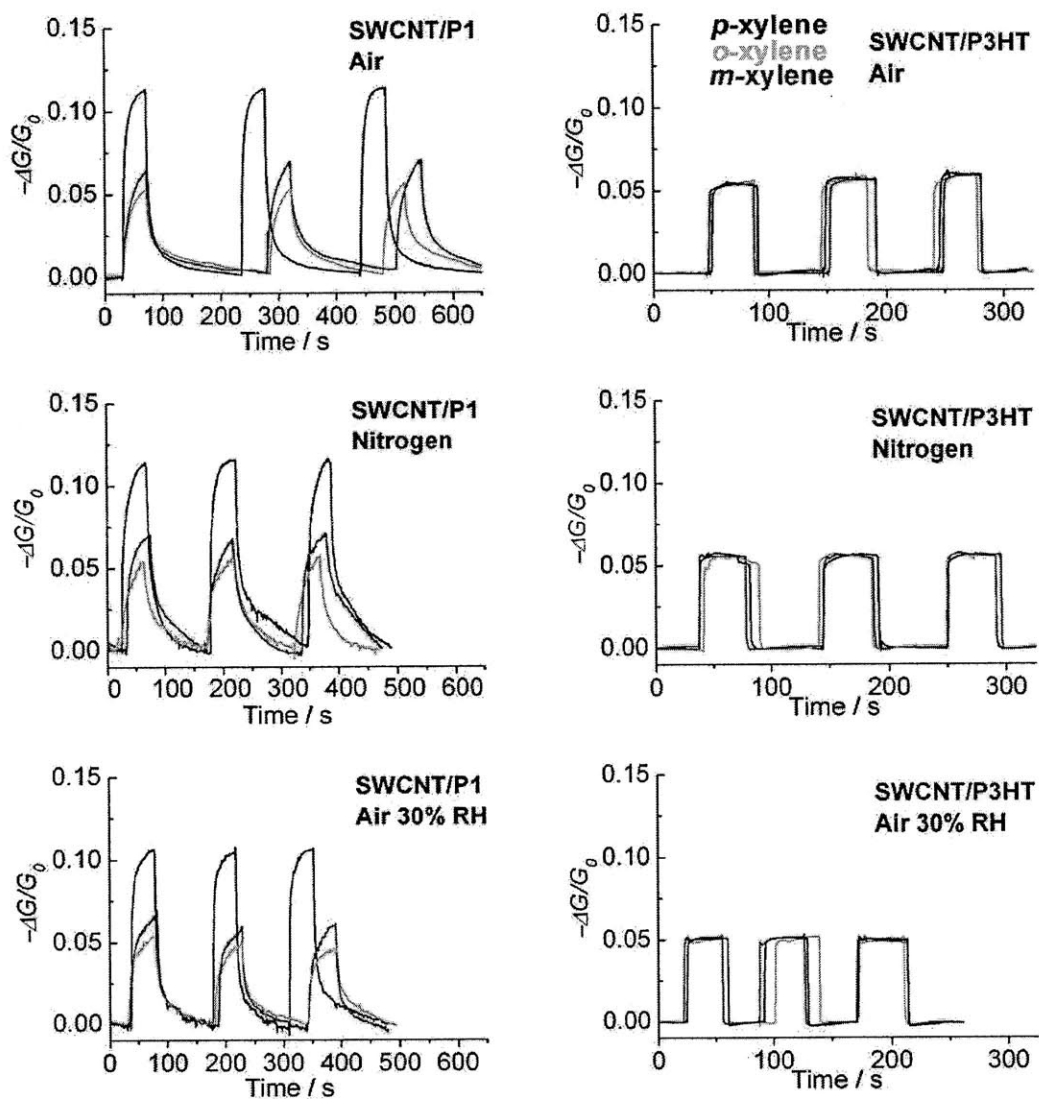 SWCNT/P1
Air
0.15
0.10
0.05
0.00
-ΔG/G0
0 100 200 300 400 500 600
Time / s
p-xylene
o-xylene
m-xylene
SWCNT/P3HT
Air
0.15
0.10
0.05
0.00
-ΔG/G0
0 100 200 300
Time / s
SWCNT/P1
Nitrogen
0.15
0.10
0.05
0.00
-ΔG/G0
0 100 200 300 400 500 600
Time / s
SWCNT/P3HT
Nitrogen
0.15
0.10
0.05
0.00
-ΔG/G0
0 100 200 300
Time / s
SWCNT/P1
Air 30% RH
0.15
0.10
0.05
0.00
-ΔG/G0
0 100 200 300 400 500 600
Time / s
SWCNT/P3HT
Air 30% RH
0.15
0.10
0.05
0.00
-ΔG/G0
0 100 200 300
Time / s